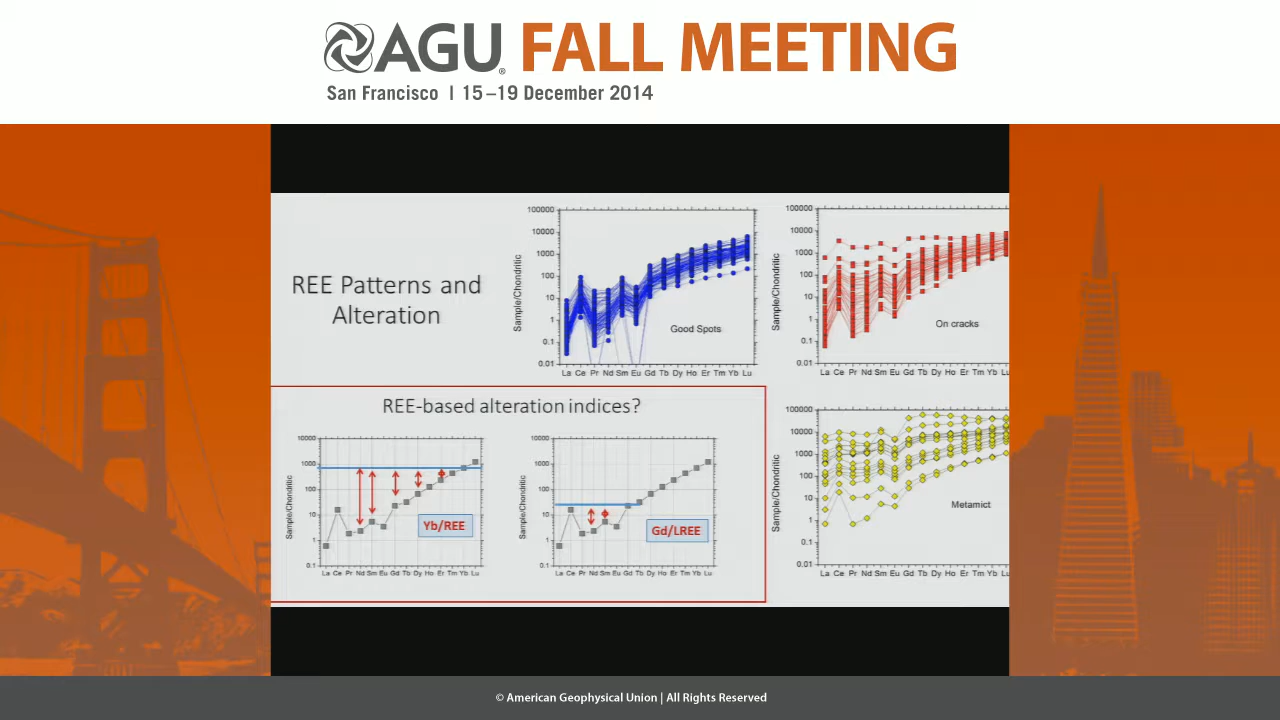 AGU FALL MEETING
San Francisco | 15–19 December 2014
REE Patterns and
Alteration
100000
10000
1000
100
10
1
0.1
0.01
Sample/Chondritic
Good Spots
La Ce Pr Nd Sm Eu Gd Tb Dy Ho Er Tm Yb Lu
100000
10000
1000
100
10
1
0.1
0.01
Sample/Chondritic
On cracks
La Ce Pr Nd Sm Eu Gd Tb Dy Ho Er Tm Yb Lu
REE-based alteration indices?
10000
1000
100
10
1
0.1
Sample/Chondritic
Yb/REE
La Ce Pr Nd Sm Eu Gd Tb Dy Ho Er Tm Yb Lu
10000
1000
100
10
1
0.1
Sample/Chondritic
Gd/LREE
La Ce Pr Nd Sm Eu Gd Tb Dy Ho Er Tm Yb Lu
100000
10000
1000
100
10
1
0.1
0.01
Sample/Chondritic
Metamict
La Ce Pr Nd Sm Eu Gd Tb Dy Ho Er Tm Yb Lu
© American Geophysical Union | All Rights Reserved